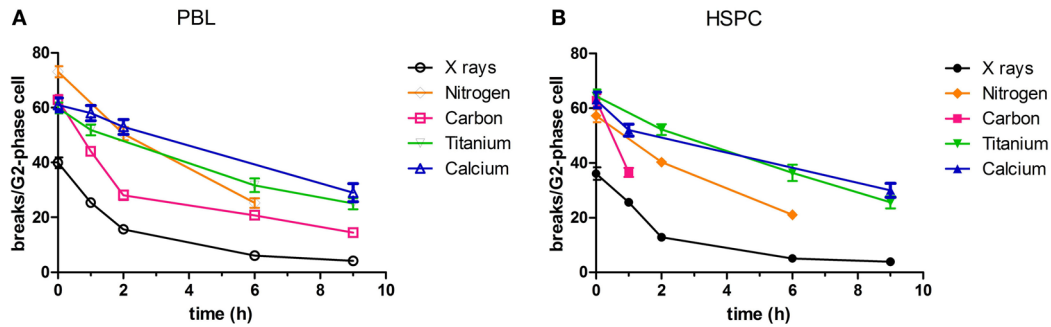 A
PBL
breaks/G2-phase cell
80
60
40
20
0
0
2
4
6
8
10
time (h)
X rays
Nitrogen
Carbon
Titanium
Calcium
B
HSPC
breaks/G2-phase cell
80
60
40
20
0
0
2
4
6
8
10
time (h)
X rays
Nitrogen
Carbon
Titanium
Calcium